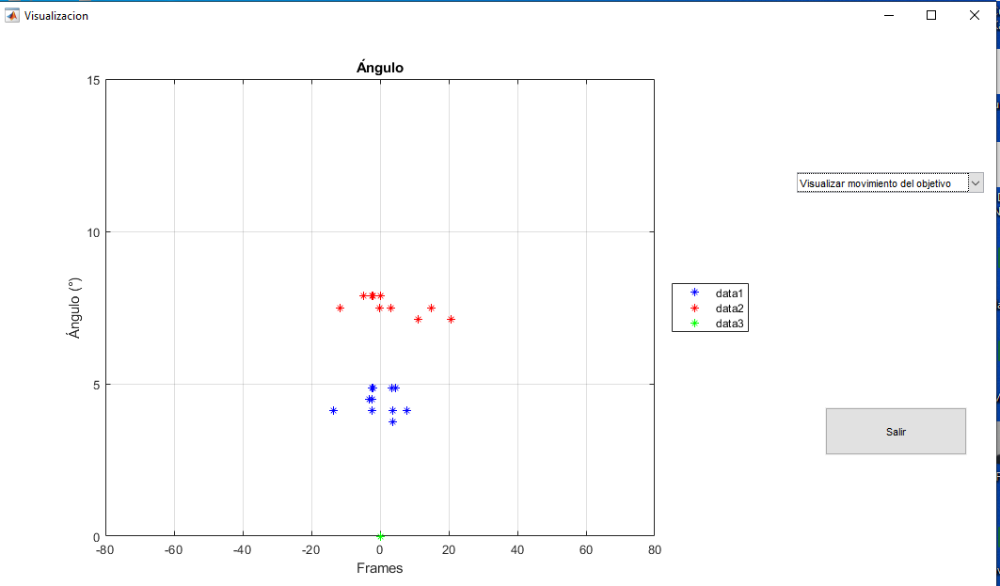 Visualizacion
Ángulo
15
10
5
0
Ángulo (°)
-80 -60 -40 -20 0 20 40 60 80
Frames
data1
data2
data3
Visualizar movimiento del objetivo
Salir